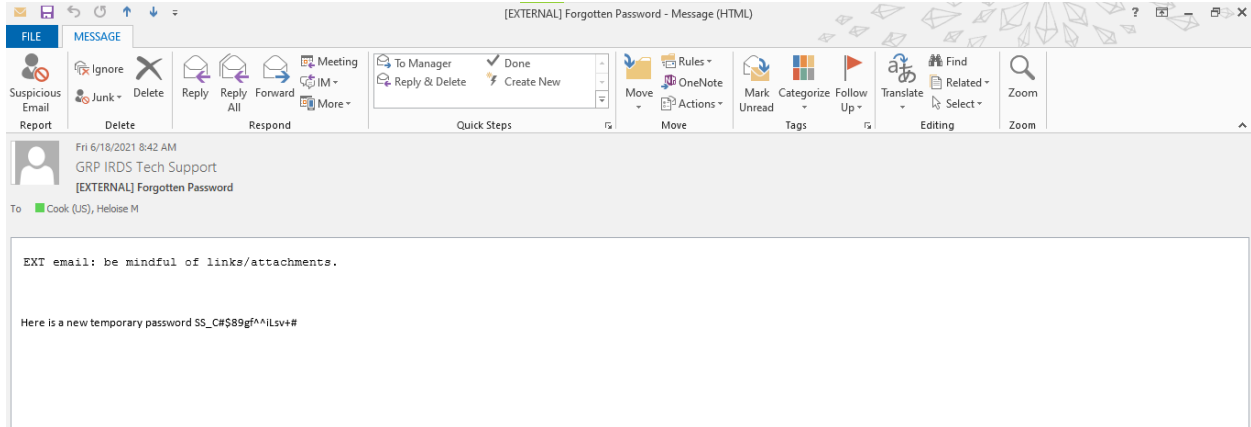 [EXTERNAL] Forgotten Password - Message (HTML)
?
FILE MESSAGE
Suspicious Email
Ignore
Junk
Delete
Reply
Reply All
Forward
Meeting
IM
More
To Manager
Reply & Delete
Done
Create New
Move
Rules
OneNote
Actions
Mark Unread
Categorize
Follow Up
Translate
Find
Related
Select
Zoom
Report Delete Respond Quick Steps Move Tags Editing Zoom
Fri 6/18/2021 8:42 AM
GRP IRDS Tech Support
[EXTERNAL] Forgotten Password
To Cook (US), Heloise M
EXT email: be mindful of links/attachments.
Here is a new temporary password SS_C#$89gf^^iLsv+#